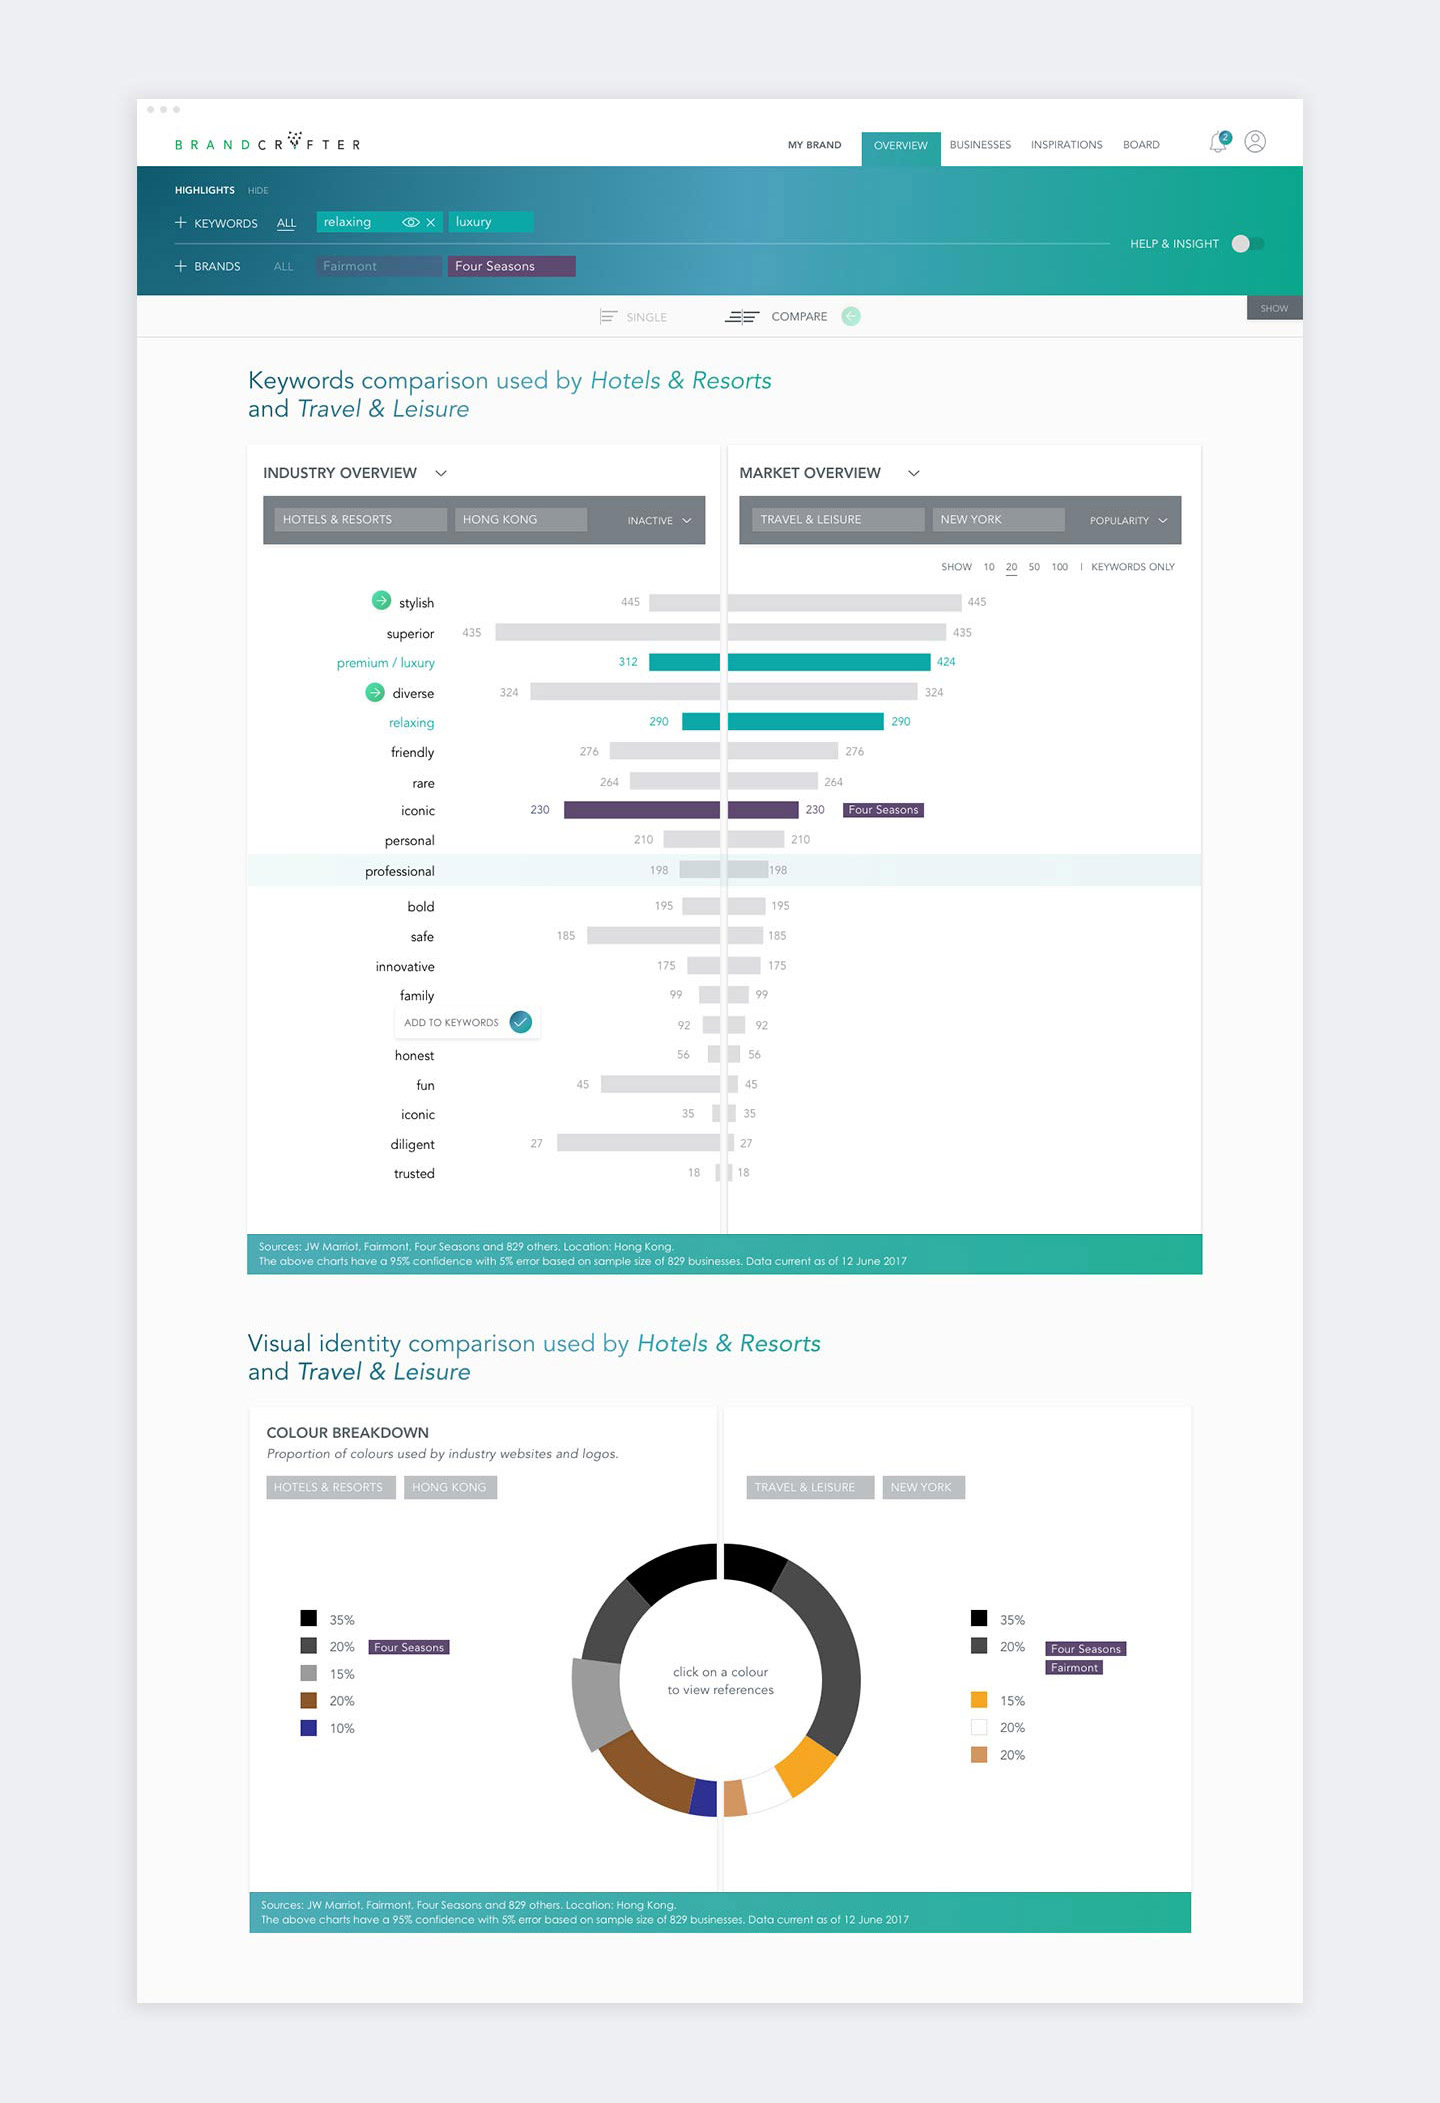 BRANDCRAFTER
MY BRAND OVERVIEW BUSINESSES INSPIRATIONS BOARD 2
HIGHLIGHTS HIDE
KEYWORDS ALL relaxing luxury
HELP & INSIGHT
BRANDS ALL Fairmont Four Seasons
SINGLE COMPARE SHOW
Keywords comparison used by Hotels & Resorts
and Travel & Leisure
INDUSTRY OVERVIEW MARKET OVERVIEW
HOTELS & RESORTS HONG KONG INACTIVE TRAVEL & LEISURE NEW YORK POPULARITY
SHOW 10 20 50 100 | KEYWORDS ONLY
stylish 445 445
superior 435 435
premium / luxury 312 424
diverse 324 324
relaxing 290 290
friendly 276 276
rare 264 264
iconic 230 230 Four Seasons
personal 210 210
professional 198 198
bold 195 195
safe 185 185
innovative 175 175
family 99 99
ADD TO KEYWORDS 92 92
honest 56 56
fun 45 45
iconic 35 35
diligent 27 27
trusted 18 18
Sources: JW Marriot, Fairmont, Four Seasons and 829 others. Location: Hong Kong.
The above charts have a 95% confidence with 5% error based on sample size of 829 businesses. Data current as of 12 June 2017
Visual identity comparison used by Hotels & Resorts
and Travel & Leisure
COLOUR BREAKDOWN
Proportion of colours used by industry websites and logos.
HOTELS & RESORTS HONG KONG TRAVEL & LEISURE NEW YORK
35%
20% Four Seasons
15%
20%
10%
click on a colour
to view references
35%
20% Four Seasons
Fairmont
15%
20%
20%
Sources: JW Marriot, Fairmont, Four Seasons and 829 others. Location: Hong Kong.
The above charts have a 95% confidence with 5% error based on sample size of 829 businesses. Data current as of 12 June 2017